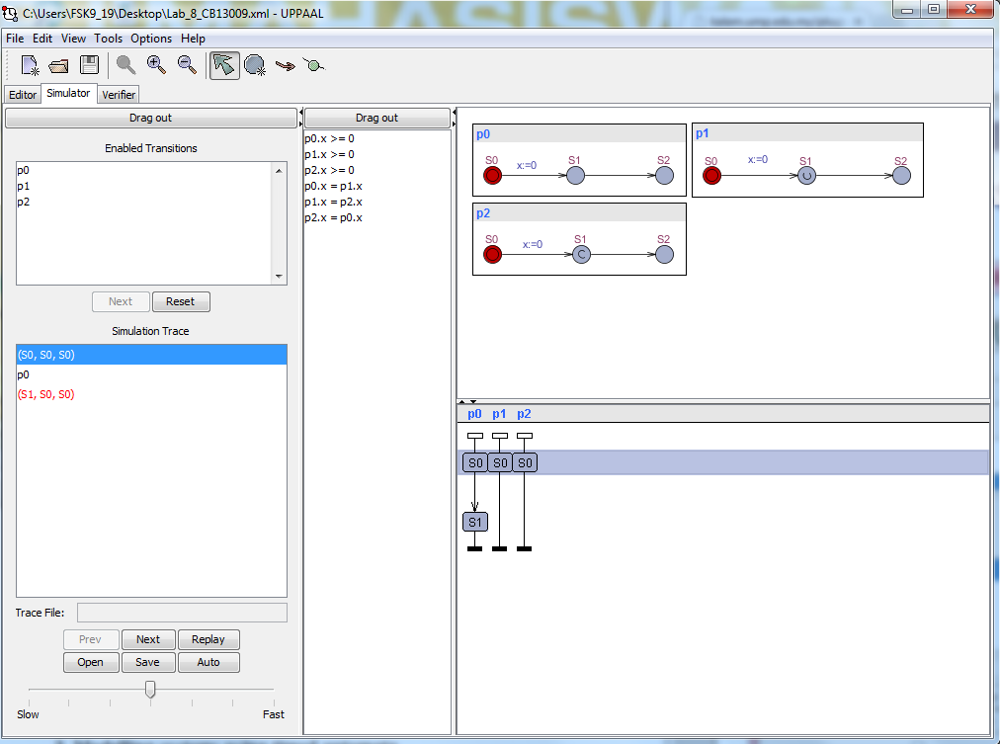 C:\Users\FSK9_19\Desktop\Lab_8_CB13009.xml - UPPAAL
File Edit View Tools Options Help
Editor Simulator Verifier
Drag out
Enabled Transitions
p0
p1
p2
Next Reset
Simulation Trace
(S0, S0, S0)
p0
(S1, S0, S0)
Trace File:
Prev Next Replay
Open Save Auto
Slow Fast
Drag out
p0.x >= 0
p1.x >= 0
p2.x >= 0
p0.x = p1.x
p1.x = p2.x
p2.x = p0.x
p0
S0 x:=0 S1 S2
p1
S0 x:=0 S1 S2
U
p2
S0 x:=0 S1 S2
C
p0 p1 p2
S0 S0 S0
S1